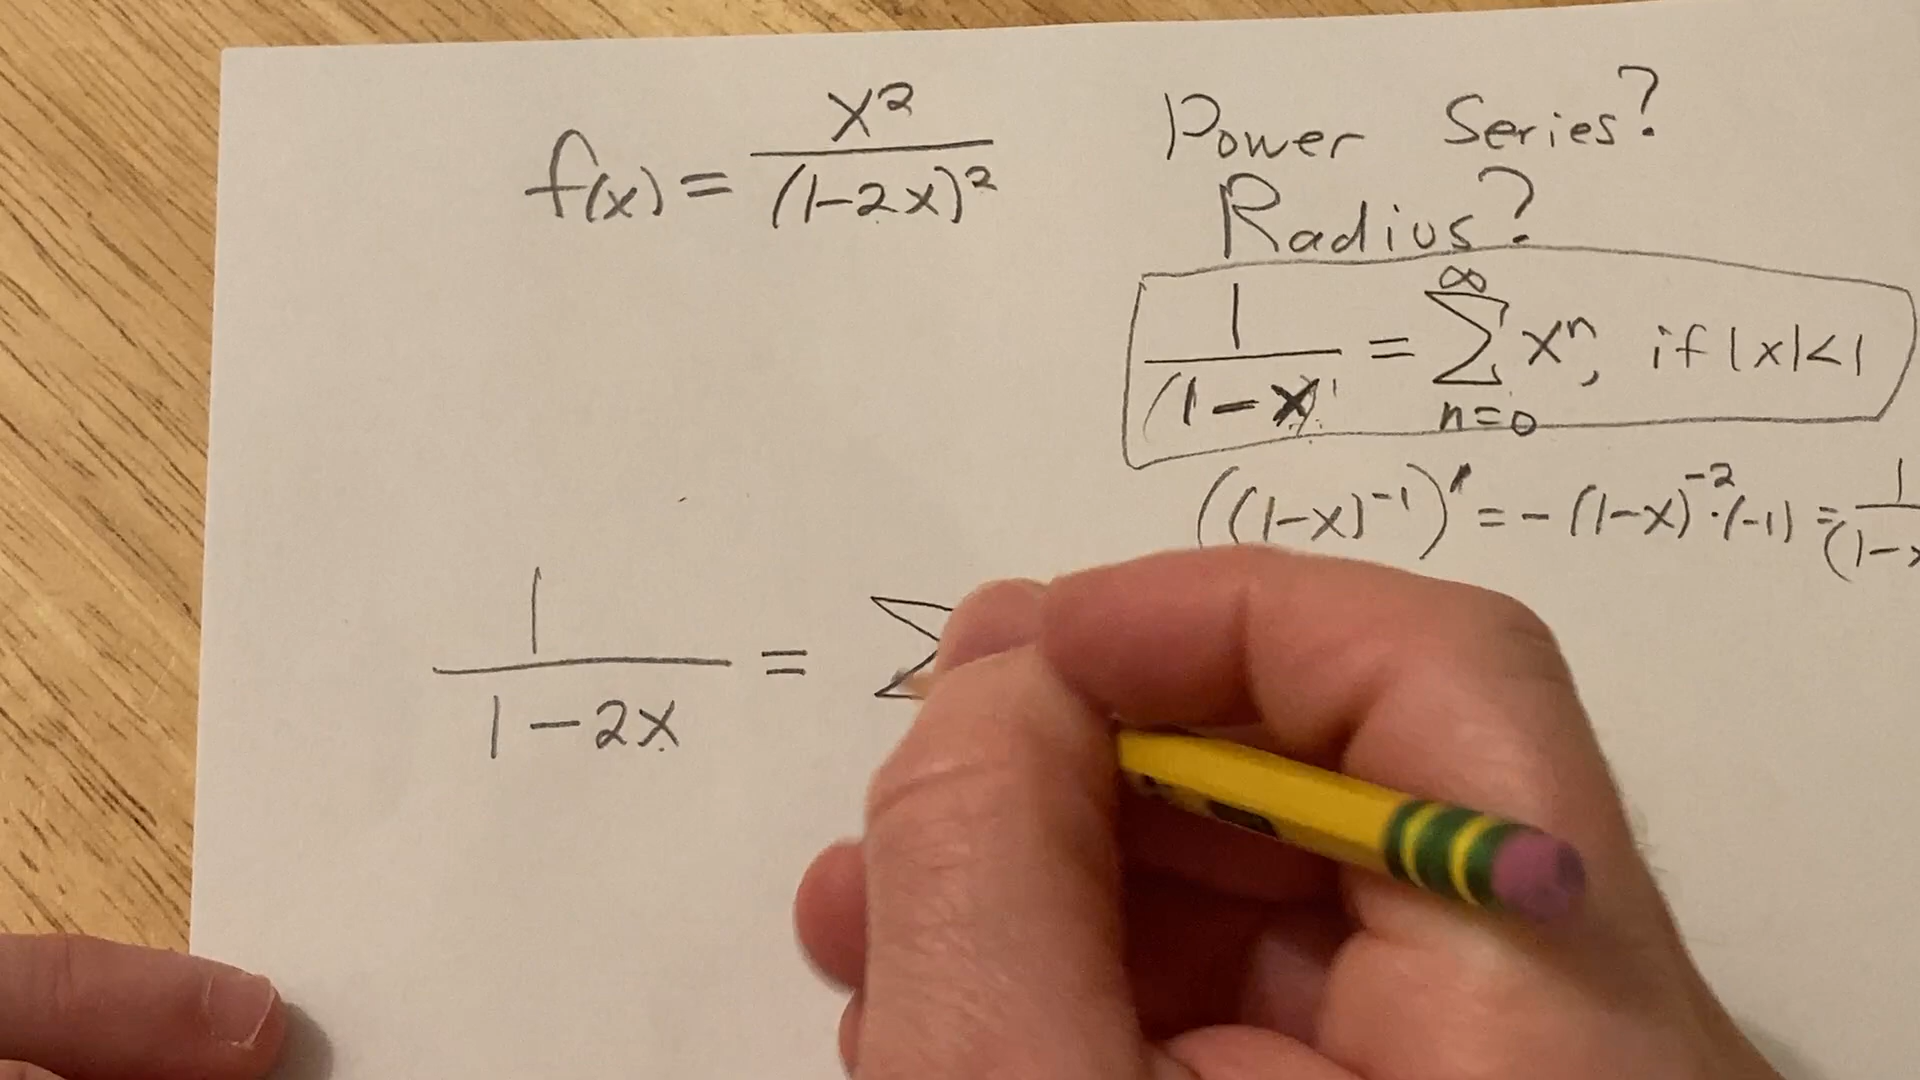 f(x) = x² / (1-2x)²
Power Series?
Radius?
1 / (1-x) = ∞ Σ n=0 xⁿ, if |x|<1
((1-x)⁻¹)' = -(1-x)⁻²·(-1) = 1 / (1-x
1 / 1-2x = Σ